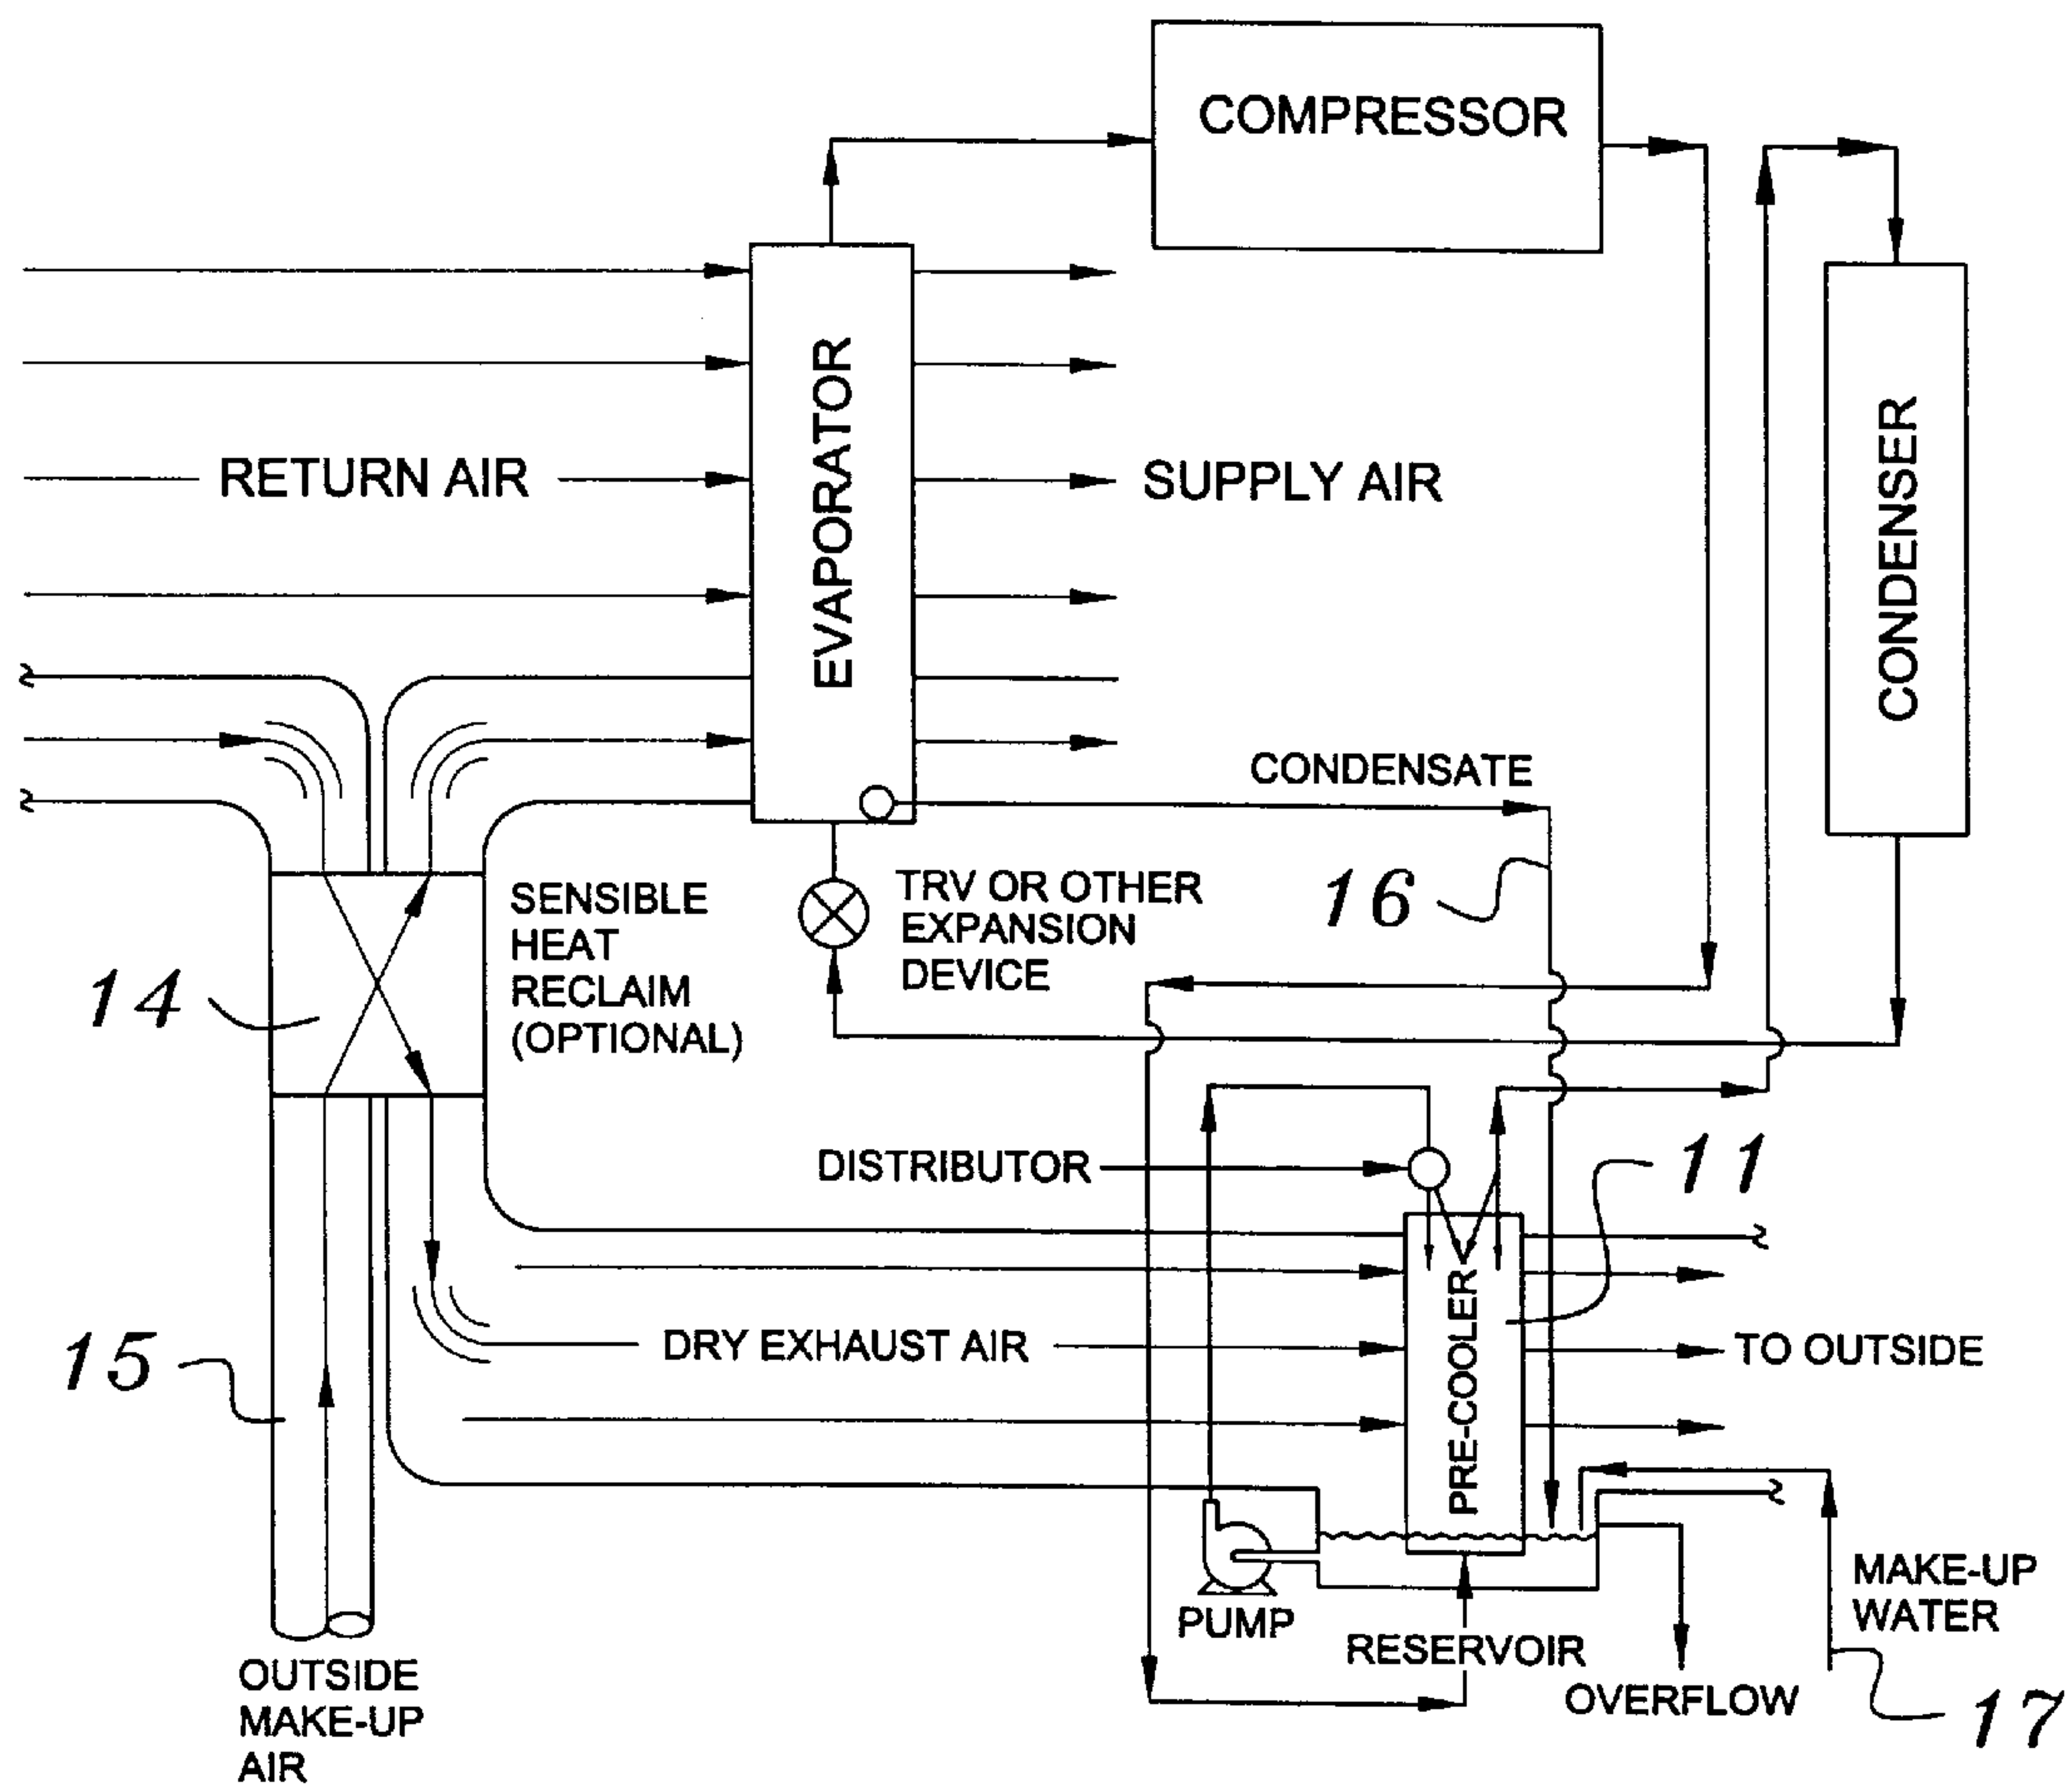 COMPRESSOR
EVAPORATOR
CONDENSER
RETURN AIR
SUPPLY AIR
CONDENSATE
16
TRV OR OTHER
EXPANSION
DEVICE
SENSIBLE
HEAT
RECLAIM
(OPTIONAL)
14
DISTRIBUTOR
11
PRE-COOLER
DRY EXHAUST AIR
TO OUTSIDE
15
PUMP
RESERVOIR
OVERFLOW
MAKE-UP
WATER
17
OUTSIDE
MAKE-UP
AIR